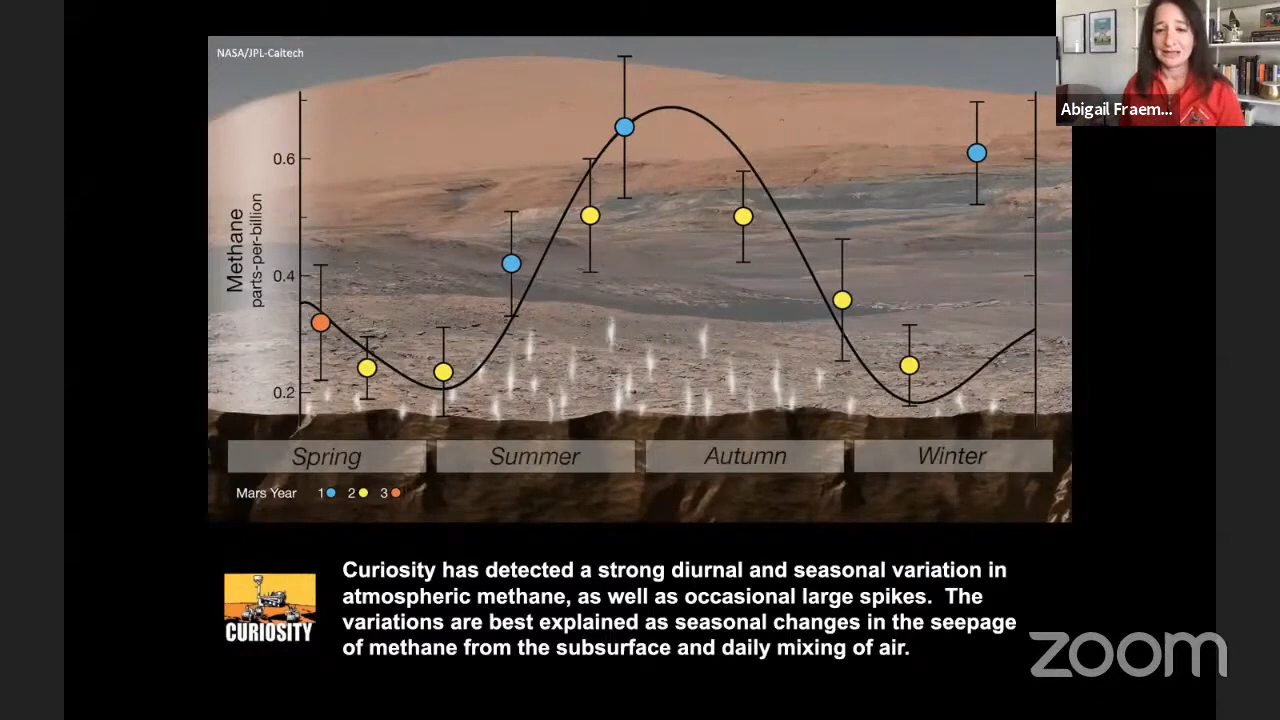 NASA/JPL-Caltech
Abigail Fraem...
0.6
0.4
0.2
Methane
parts-per-billion
Spring
Summer
Autumn
Winter
Mars Year 1 2 3
CURIOSITY
Curiosity has detected a strong diurnal and seasonal variation in
atmospheric methane, as well as occasional large spikes. The
variations are best explained as seasonal changes in the seepage
of methane from the subsurface and daily mixing of air.
zoom